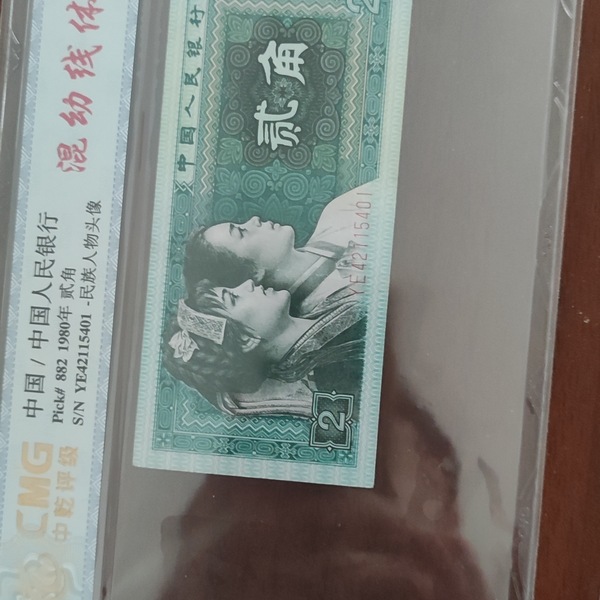 混幼线体
中国 / 中国人民银行
Pick# 882 1980年 贰角
S/N YE42115401 -民族人物头像
CMG
中乾评级
中国人民银行
贰角
YE42115401
2
2